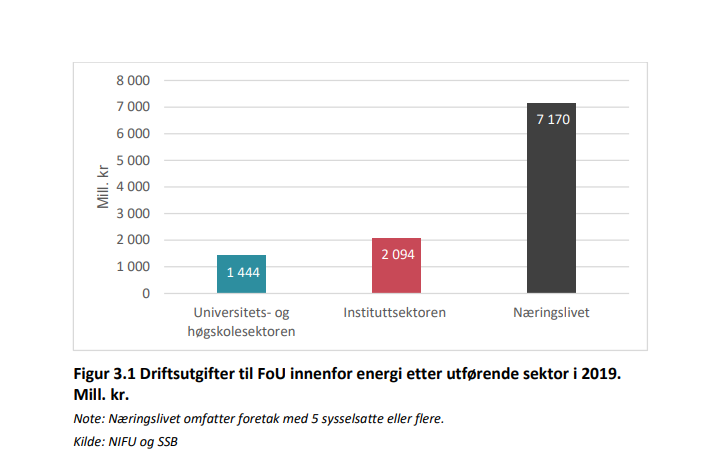 8 000
7 000
6 000
5 000
4 000
3 000
2 000
1 000
0
Mill. kr
1 444
2 094
7 170
Universitets- og
høgskolesektoren
Instituttsektoren
Næringslivet
Figur 3.1 Driftsutgifter til FoU innenfor energi etter utførende sektor i 2019.
Mill. kr.
Note: Næringslivet omfatter foretak med 5 sysselsatte eller flere.
Kilde: NIFU og SSB